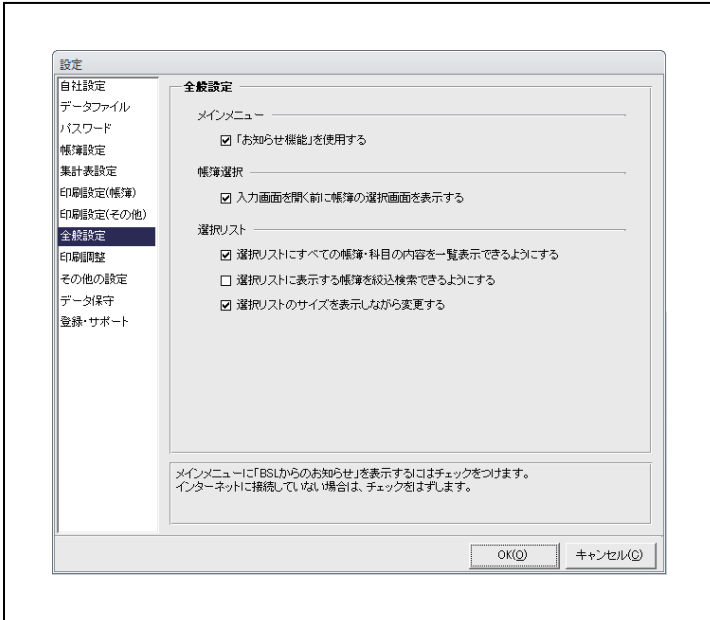 設定
自社設定
データファイル
パスワード
帳簿設定
集計表設定
印刷設定(帳簿)
印刷設定(その他)
全般設定
印刷調整
その他の設定
データ保守
登録・サポート
全般設定
メインメニュー
「お知らせ機能」を使用する
帳簿選択
入力画面を開く前に帳簿の選択画面を表示する
選択リスト
選択リストにすべての帳簿・科目の内容を一覧表示できるようにする
選択リストに表示する帳簿を絞込検索できるようにする
選択リストのサイズを表示しながら変更する
メインメニューに「BSLからのお知らせ」を表示するにはチェックをつけます。
インターネットに接続していない場合は、チェックをはずします。
OK(O)
キャンセル(C)